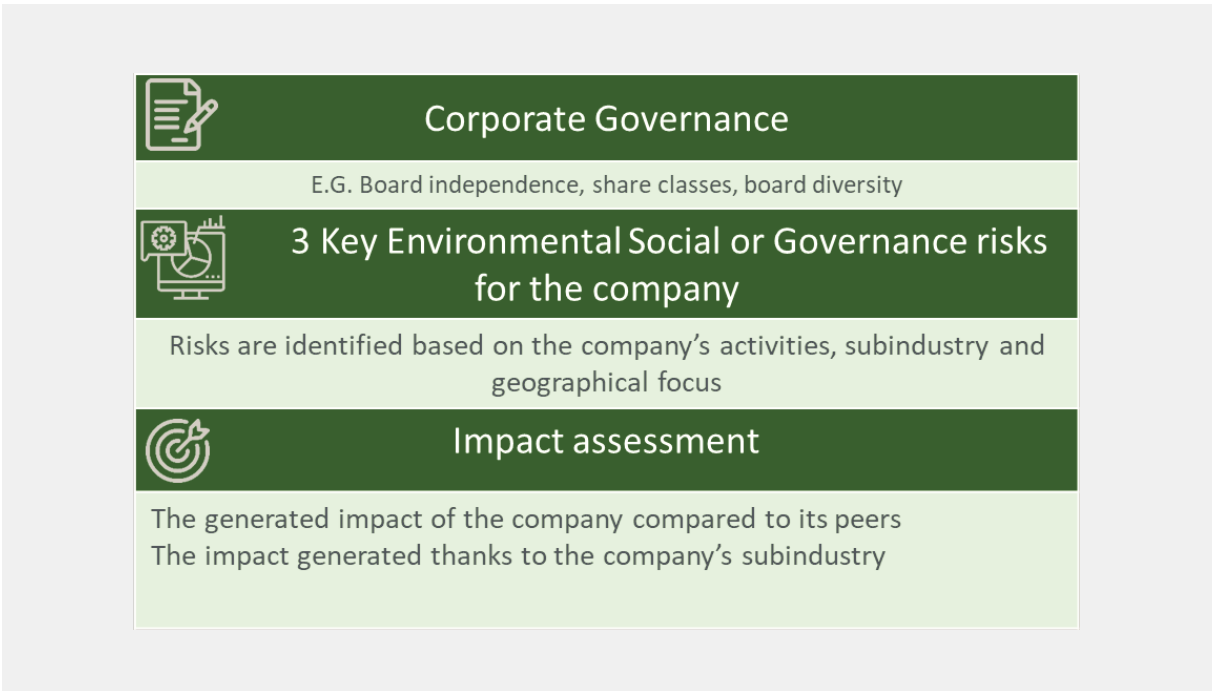 Corporate Governance
E.G. Board independence, share classes, board diversity
3 Key Environmental Social or Governance risks
for the company
Risks are identified based on the company’s activities, subindustry and
geographical focus
Impact assessment
The generated impact of the company compared to its peers
The impact generated thanks to the company’s subindustry